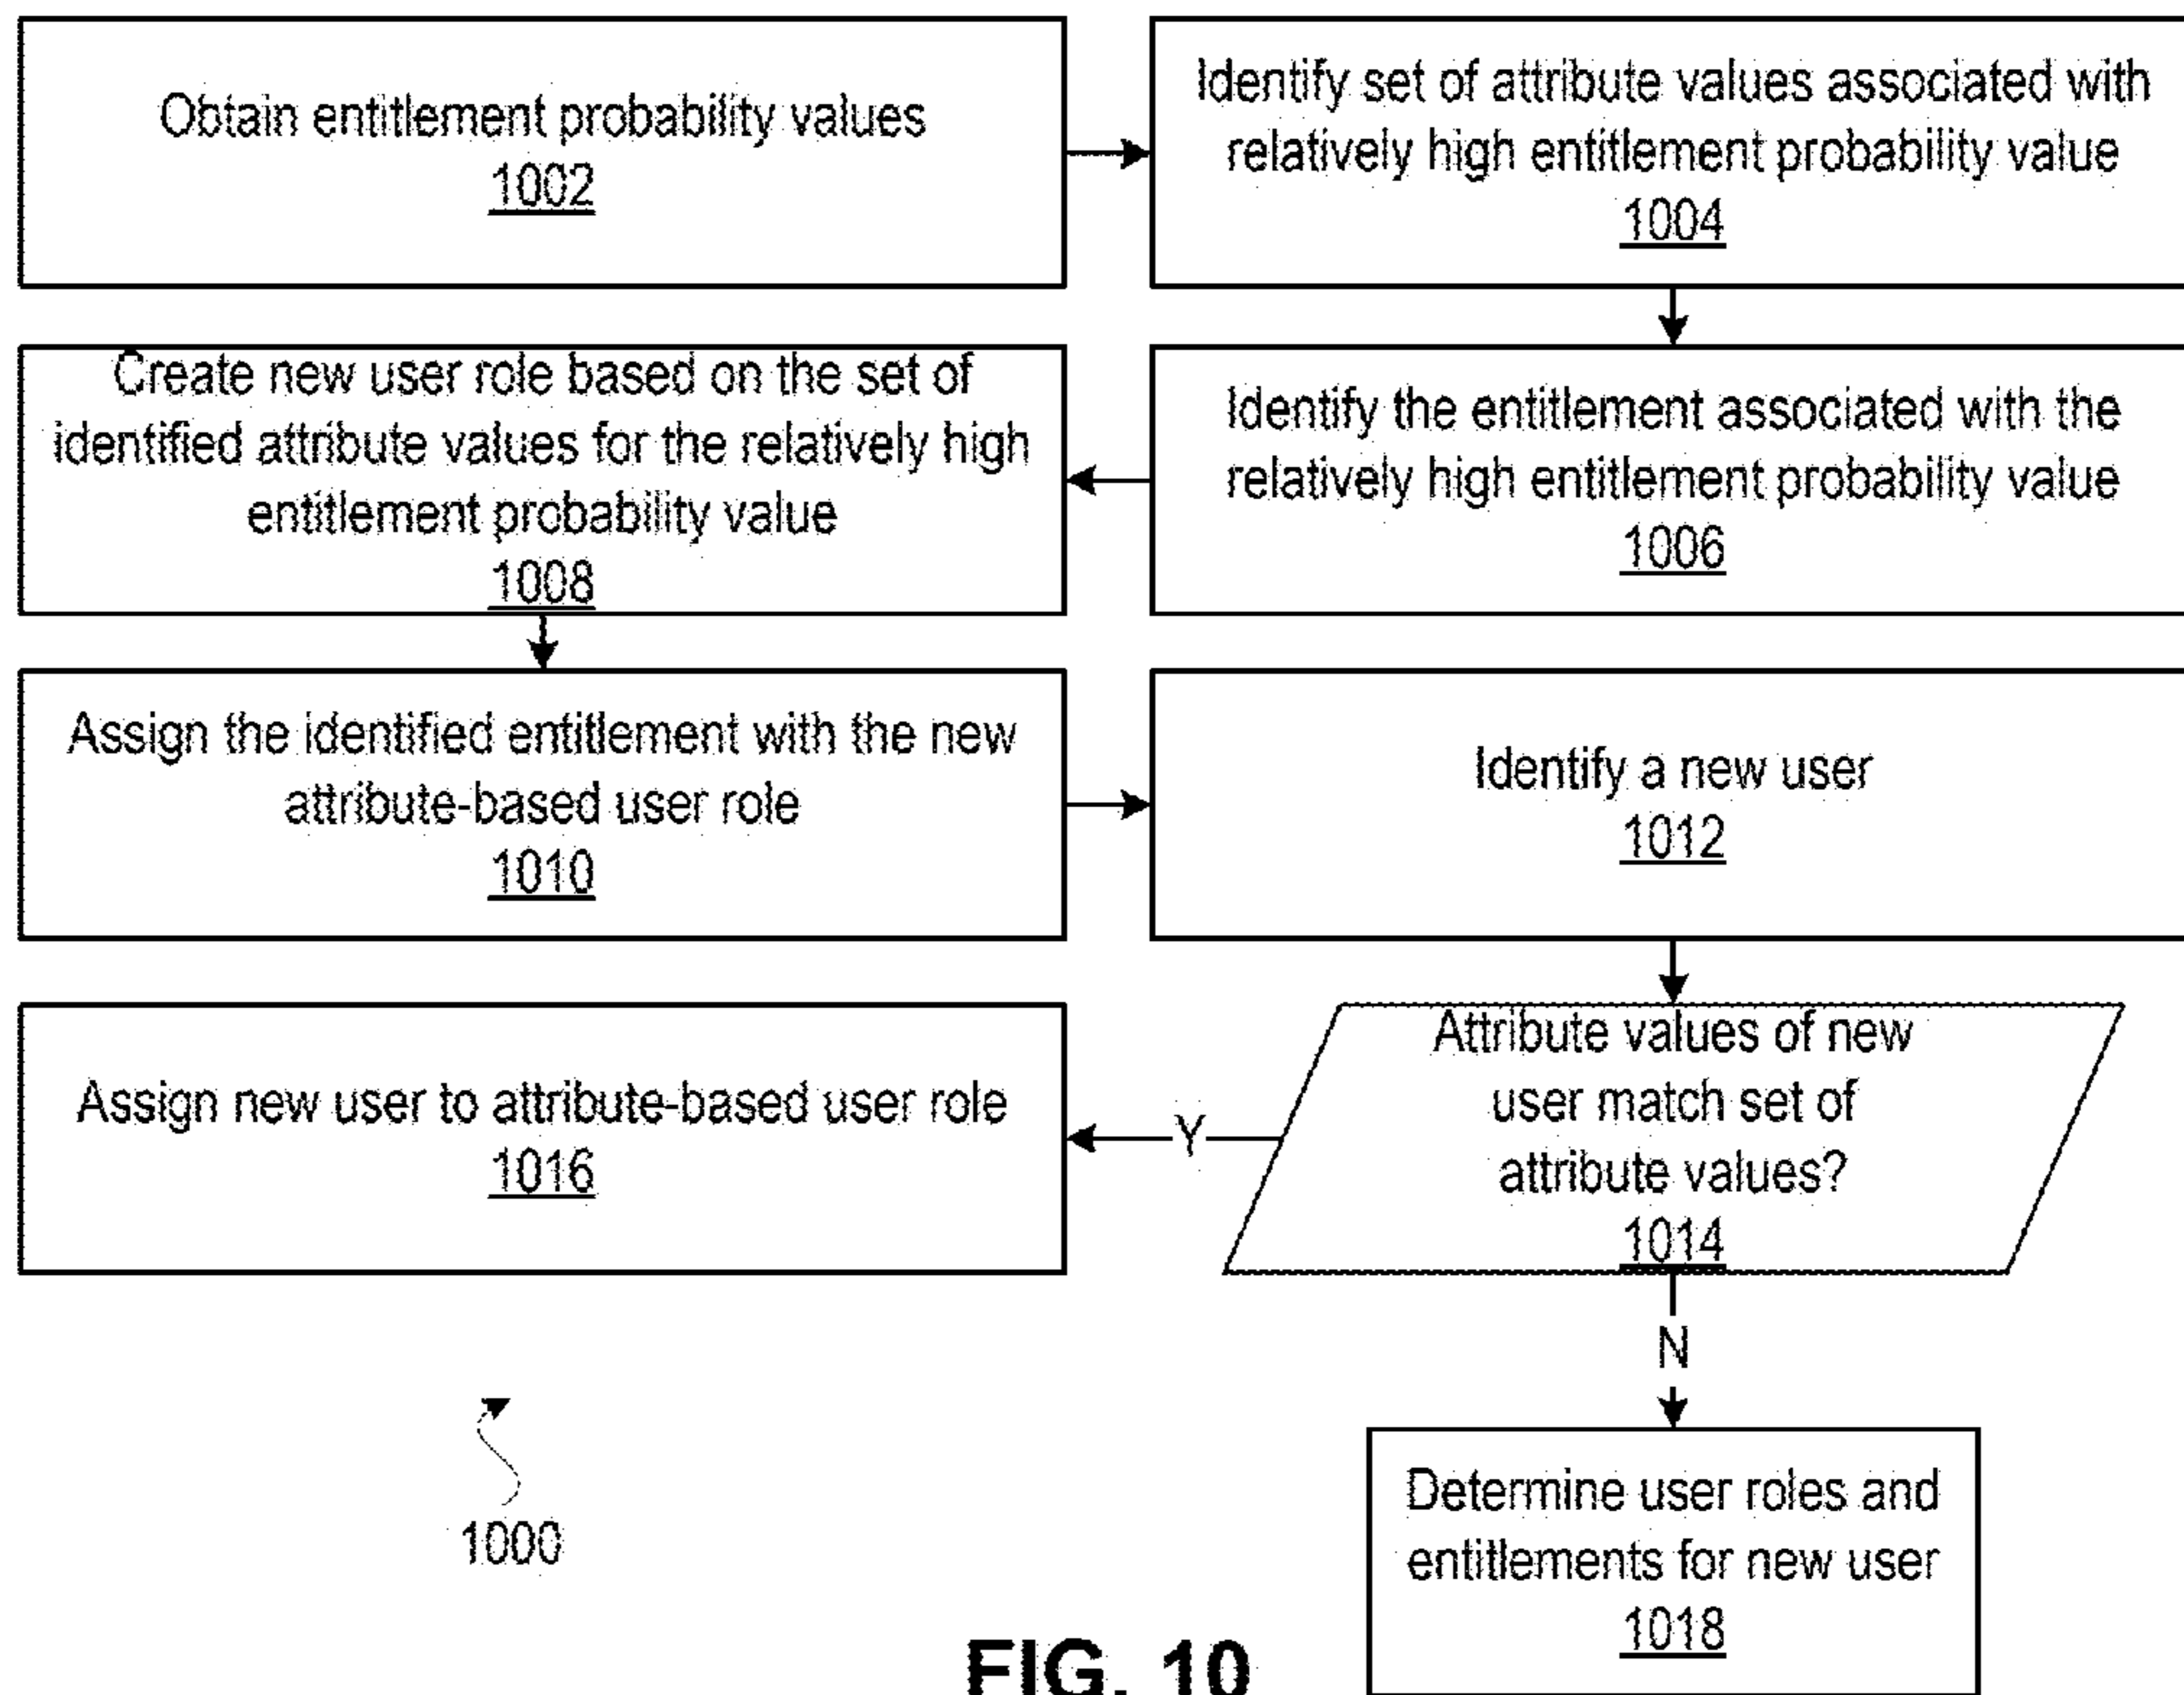 Obtain entitlement probability values
1002
Identify set of attribute values associated with
relatively high entitlement probability value
1004
Identify the entitlement associated with the
relatively high entitlement probability value
1006
Create new user role based on the set of
identified attribute values for the relatively high
entitlement probability value
1008
Assign the identified entitlement with the new
attribute-based user role
1010
Identify a new user
1012
Attribute values of new
user match set of
attribute values?
1014
Y
Assign new user to attribute-based user role
1016
N
Determine user roles and
entitlements for new user
1018
1000
FIG. 10